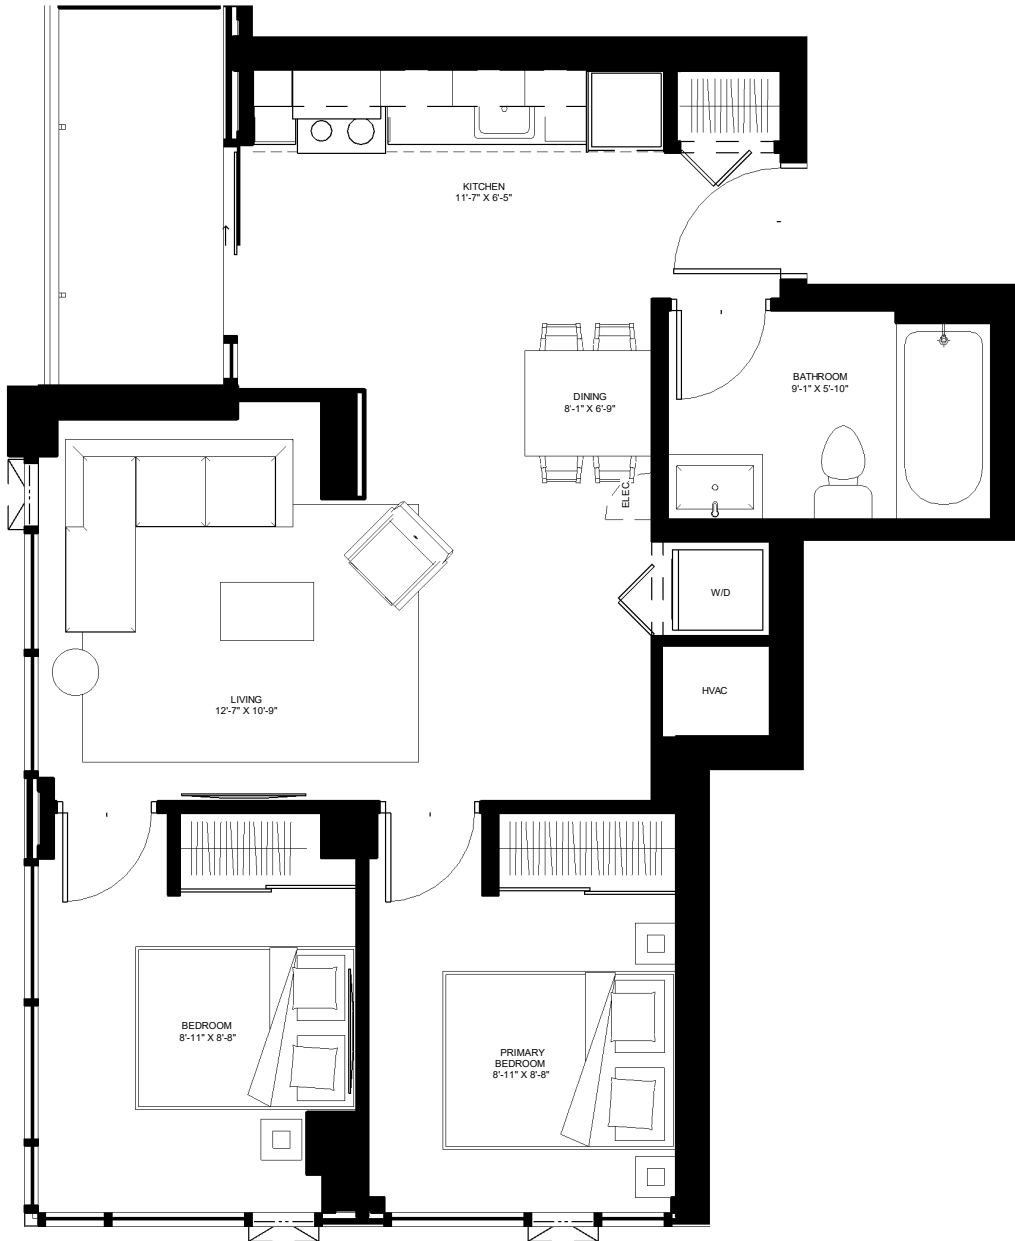 KITCHEN
11'-7" X 6'-5"
BATHROOM
9'-1" X 5'-10"
DINING
8'-1" X 6'-9"
ELEC.
W/D
HVAC
LIVING
12'-7" X 10'-9"
BEDROOM
8'-11" X 8'-8"
PRIMARY
BEDROOM
8'-11" X 8'-8"